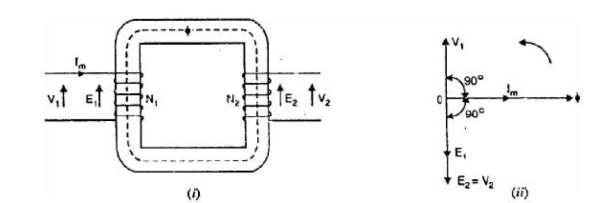 ϕ
Im
V1 E1 N1 N2 E2 V2
(i)
V1
90°
0 Im ϕ
90°
E1
E2 = V2
(ii)